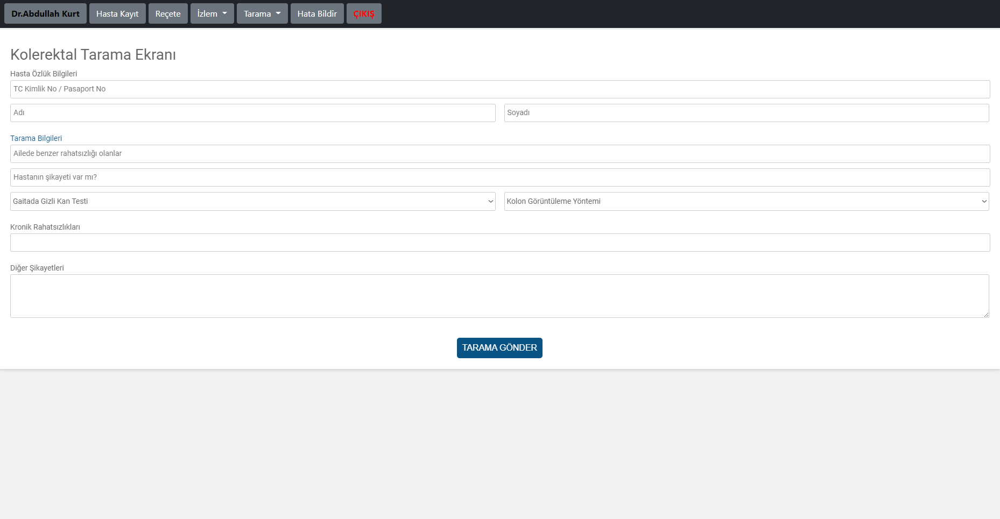 Dr.Abdullah Kurt Hasta Kayıt Reçete İzlem Tarama Hata Bildir ÇIKIŞ
Kolerektal Tarama Ekranı
Hasta Özlük Bilgileri
TC Kimlik No / Pasaport No
Adı Soyadı
Tarama Bilgileri
Ailede benzer rahatsızlığı olanlar
Hastanın şikayeti var mı?
Gaitada Gizli Kan Testi Kolon Görüntüleme Yöntemi
Kronik Rahatsızlıkları
Diğer Şikayetleri
TARAMA GÖNDER